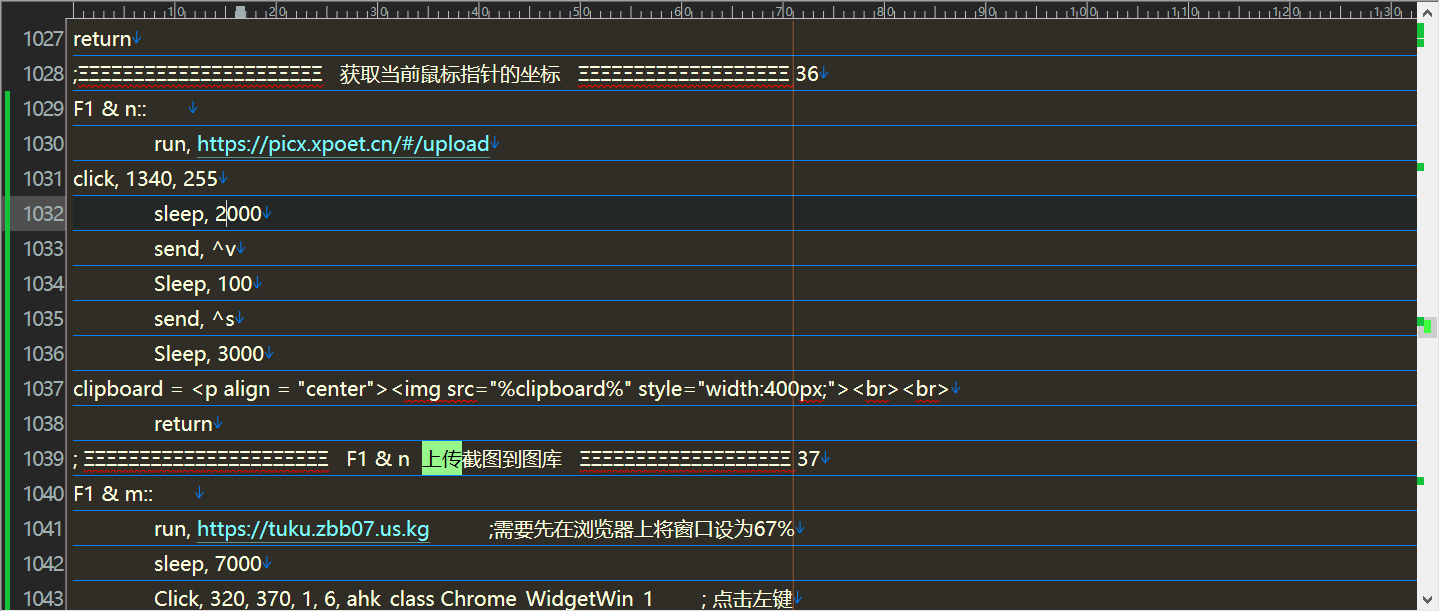 10 20 30 40 50 60 70 80 90 100 110 120 130
1027 return↓
1028 ;ΞΞΞΞΞΞΞΞΞΞΞΞΞΞΞΞΞΞΞΞΞΞ 获取当前鼠标指针的坐标 ΞΞΞΞΞΞΞΞΞΞΞΞΞΞΞΞΞΞΞ 36↓
1029 F1 & n:: ↓
1030 run, https://picx.xpoet.cn/#/upload↓
1031 click, 1340, 255↓
1032 sleep, 2000↓
1033 send, ^v↓
1034 Sleep, 100↓
1035 send, ^s↓
1036 Sleep, 3000↓
1037 clipboard = <p align = "center"><img src="%clipboard%" style="width:400px;"><br><br>↓
1038 return↓
1039 ; ΞΞΞΞΞΞΞΞΞΞΞΞΞΞΞΞΞΞΞΞΞΞ F1 & n 上传截图到图库 ΞΞΞΞΞΞΞΞΞΞΞΞΞΞΞΞΞΞΞ 37↓
1040 F1 & m:: ↓
1041 run, https://tuku.zbb07.us.kg ;需要先在浏览器上将窗口设为67%↓
1042 sleep, 7000↓
1043 Click, 320, 370, 1, 6, ahk_class Chrome_WidgetWin_1 ; 点击左键↓